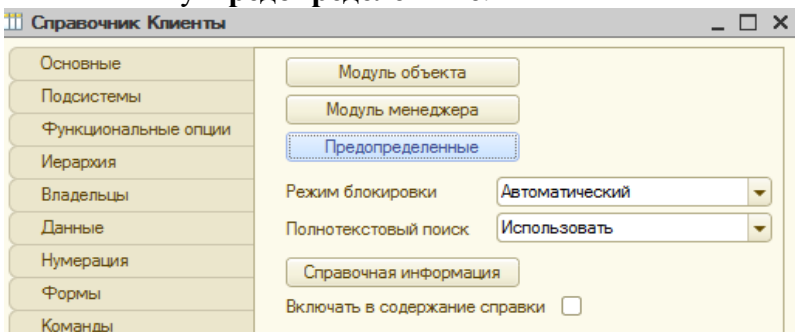 Справочник Клиенты
Основные
Подсистемы
Функциональные опции
Иерархия
Владельцы
Данные
Нумерация
Формы
Команды
Модуль объекта
Модуль менеджера
Предопределенные
Режим блокировки Автоматический
Полнотекстовый поиск Использовать
Справочная информация
Включать в содержание справки